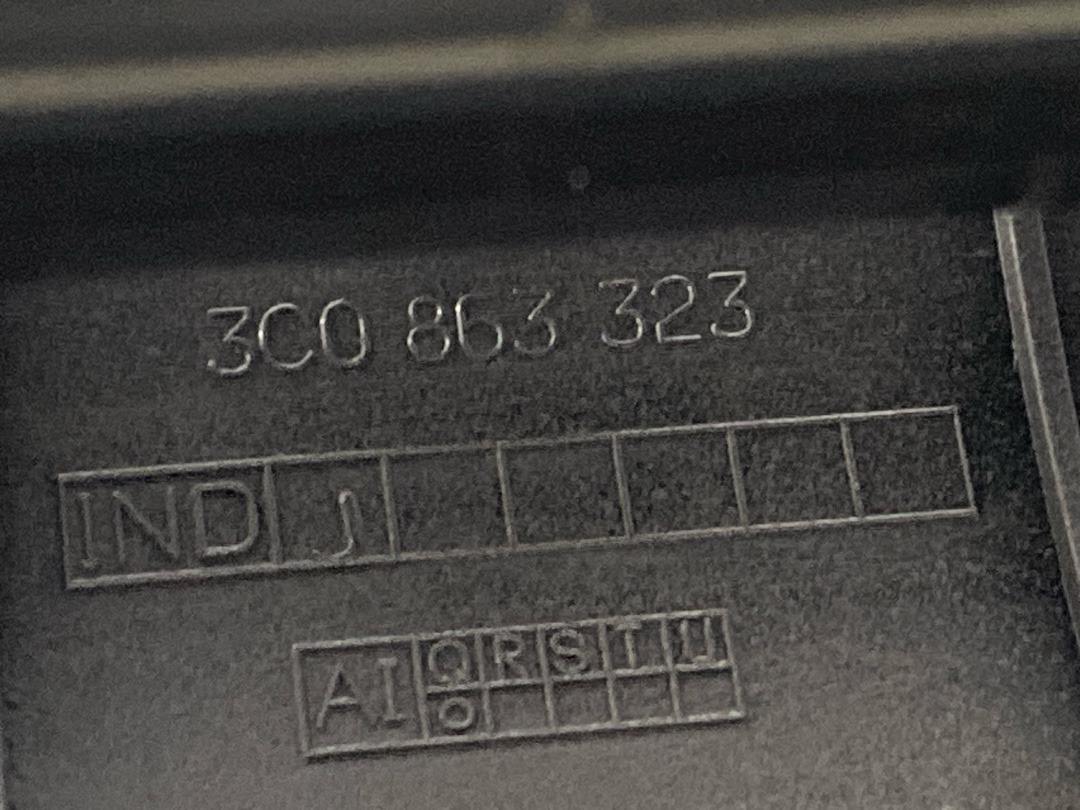 3C0 863 323
IND J
AI Q R S T U
O